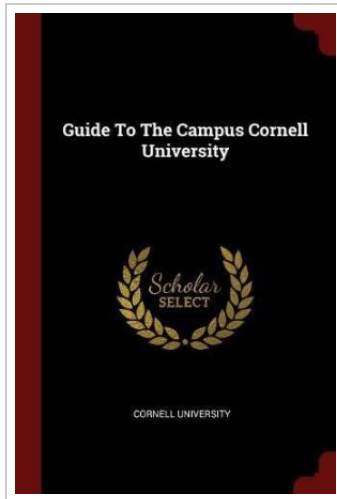 Guide To The Campus Cornell
University
Scholar
SELECT
CORNELL UNIVERSITY